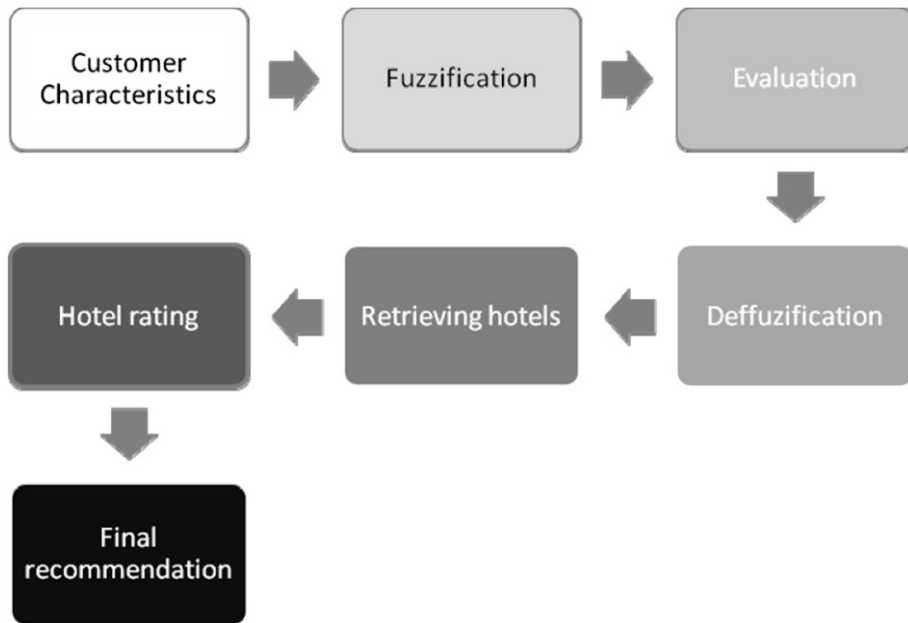 Customer
Characteristics
Fuzzification
Evaluation
Deffuzification
Retrieving hotels
Hotel rating
Final
recommendation